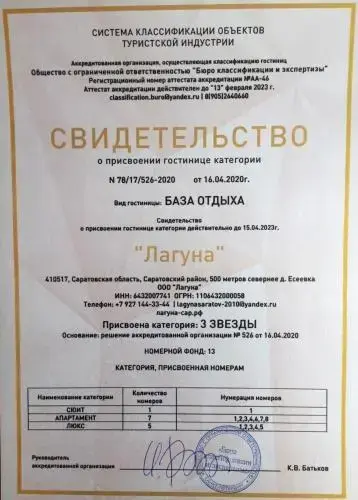 СИСТЕМА КЛАССИФИКАЦИИ ОБЪЕКТОВ
ТУРИСТСКОЙ ИНДУСТРИИ
Аккредитованная организация, осуществляющая классификацию гостиниц
Общество с ограниченной ответственностью "Бюро классификации и экспертизы"
Регистрационный номер аттестата аккредитации №АА-46
Аттестат аккредитации действителен до "13" февраля 2023 г.
classification.buro@yandex.ru | 8(905)2640660
СВИДЕТЕЛЬСТВО
о присвоении гостинице категории
N 78/17/526-2020 от 16.04.2020г.
Вид гостиницы: БАЗА ОТДЫХА
Свидетельство
о присвоении гостинице категории действительно до 15.04.2023г.
"Лагуна"
410517, Саратовская область, Саратовский район, 500 метров севернее д. Есеевка
ООО "Лагуна"
ИНН: 6432007741 ОГРН: 1106432000058
Телефон: +7 927 144-33-44 | lagynasaratov-2010@yandex.ru
лагуна-сар.рф
Присвоена категория: 3 ЗВЕЗДЫ
Основание: решение аккредитованной организации № 526 от 16.04.2020
НОМЕРНОЙ ФОНД: 13
КАТЕГОРИЯ, ПРИСВОЕННАЯ НОМЕРАМ
Наименование категории Количество номеров Нумерация номеров
СЮИТ 1 1
АПАРТАМЕНТ 7 1,2,3,4,6,7,8
ЛЮКС 5 1,2,3,4,5
Руководитель
аккредитованной организации К.В. Батьков